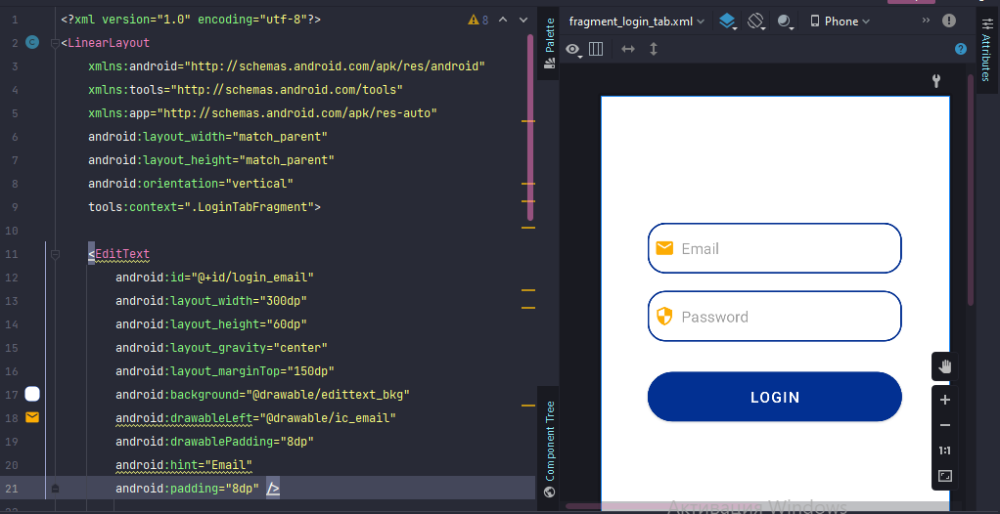 1 <?xml version="1.0" encoding="utf-8"?>
2 <LinearLayout
3 xmlns:android="http://schemas.android.com/apk/res/android"
4 xmlns:tools="http://schemas.android.com/tools"
5 xmlns:app="http://schemas.android.com/apk/res-auto"
6 android:layout_width="match_parent"
7 android:layout_height="match_parent"
8 android:orientation="vertical"
9 tools:context=".LoginTabFragment">
10
11 <EditText
12 android:id="@+id/login_email"
13 android:layout_width="300dp"
14 android:layout_height="60dp"
15 android:layout_gravity="center"
16 android:layout_marginTop="150dp"
17 android:background="@drawable/edittext_bkg"
18 android:drawableLeft="@drawable/ic_email"
19 android:drawablePadding="8dp"
20 android:hint="Email"
21 android:padding="8dp" />
8
Palette
Component Tree
fragment_login_tab.xml
Phone
Attributes
Email
Password
LOGIN
1:1
Активация Windows